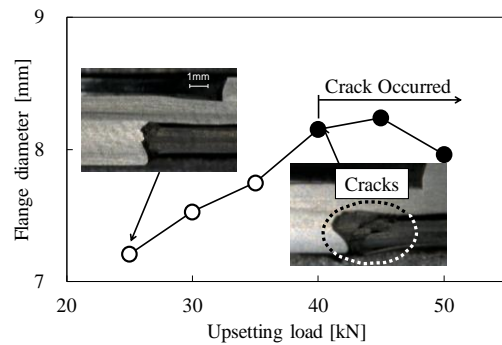 9
8
7
Flange diameter [mm]
1mm
Crack Occurred
Cracks
20 30 40 50
Upsetting load [kN]